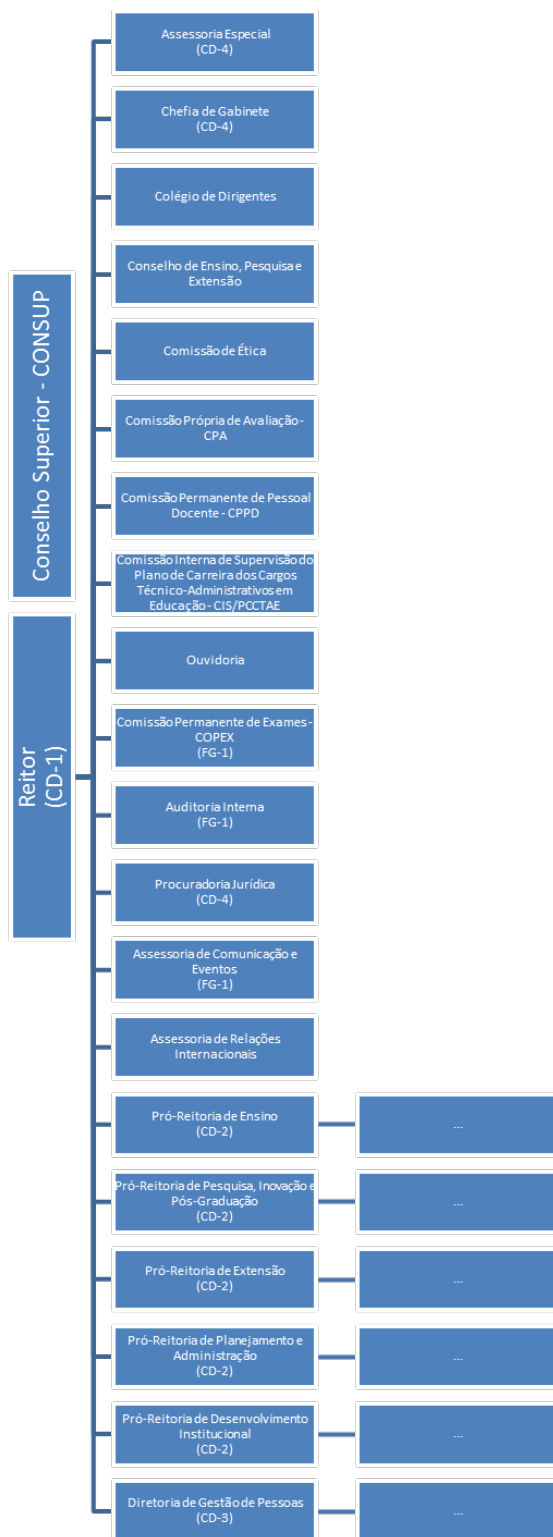 Conselho Superior - CONSUP
Reitor
(CD-1)
Assessoria Especial
(CD-4)
Chefia de Gabinete
(CD-4)
Colégio de Dirigentes
Conselho de Ensino, Pesquisa e
Extensão
Comissão de Ética
Comissão Própria de Avaliação -
CPA
Comissão Permanente de Pessoal
Docente - CPPD
Comissão Interna de Supervisão do
Plano de Carreira dos Cargos
Técnico-Administrativos em
Educação - CIS/PCCTAE
Ouvidoria
Comissão Permanente de Exames -
COPEX
(FG-1)
Auditoria Interna
(FG-1)
Procuradoria Jurídica
(CD-4)
Assessoria de Comunicação e
Eventos
(FG-1)
Assessoria de Relações
Internacionais
Pró-Reitoria de Ensino
(CD-2)
...
Pró-Reitoria de Pesquisa, Inovação e
Pós-Graduação
(CD-2)
...
Pró-Reitoria de Extensão
(CD-2)
...
Pró-Reitoria de Planejamento e
Administração
(CD-2)
...
Pró-Reitoria de Desenvolvimento
Institucional
(CD-2)
...
Diretoria de Gestão de Pessoas
(CD-3)
...